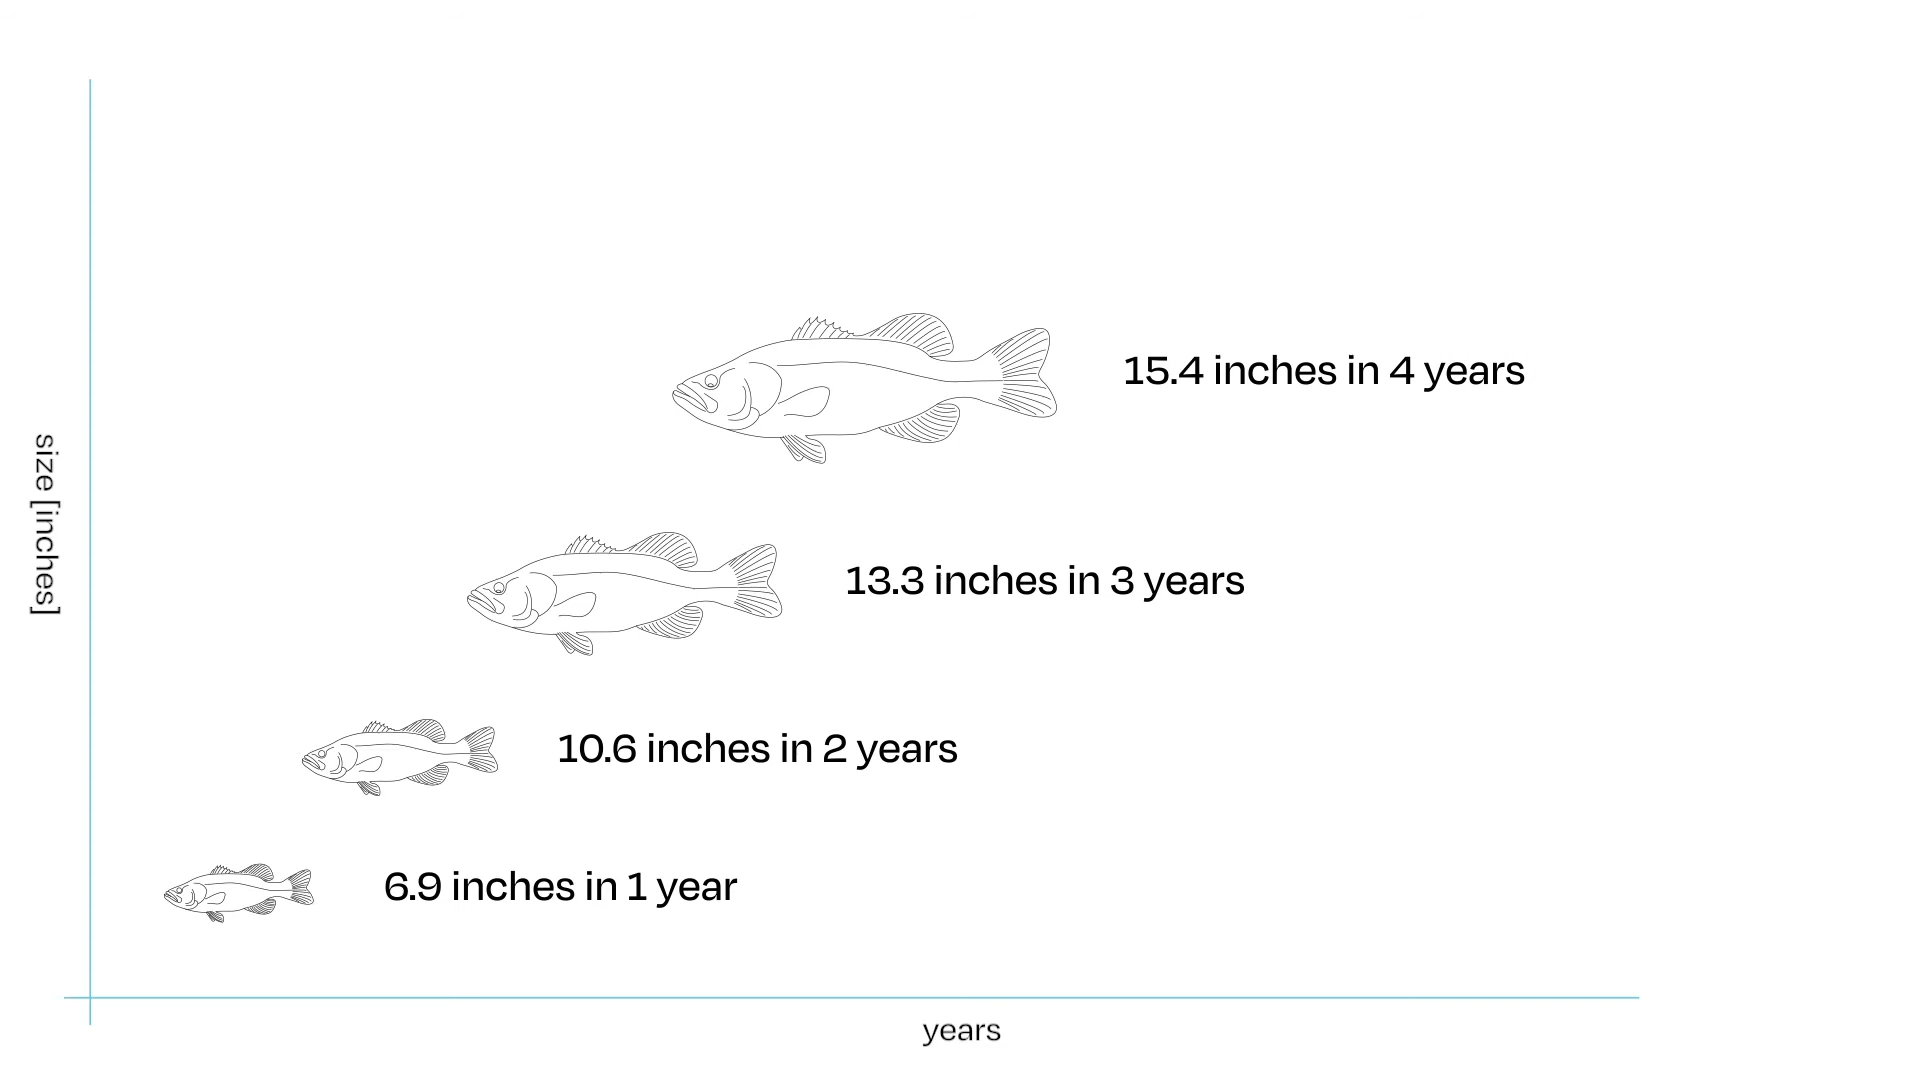 15.4 inches in 4 years
13.3 inches in 3 years
size [inches]
10.6 inches in 2 years
6.9 inches in 1 year
years